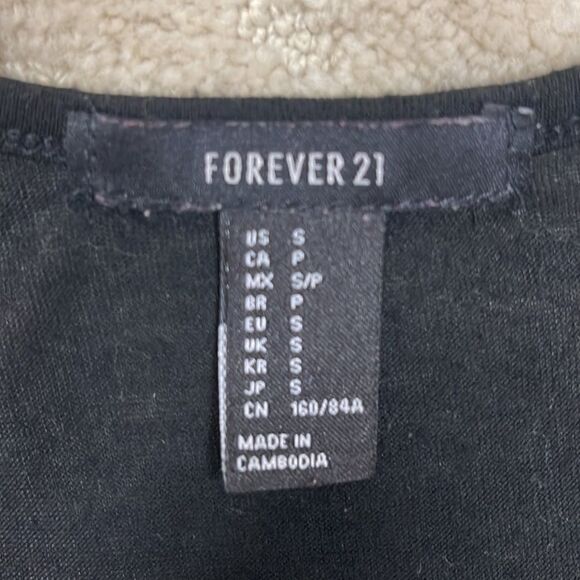 FOREVER 21
US S
CA P
MX S/P
BR P
EU S
UK S
KR S
JP S
CN 160/84A
MADE IN
CAMBODIA